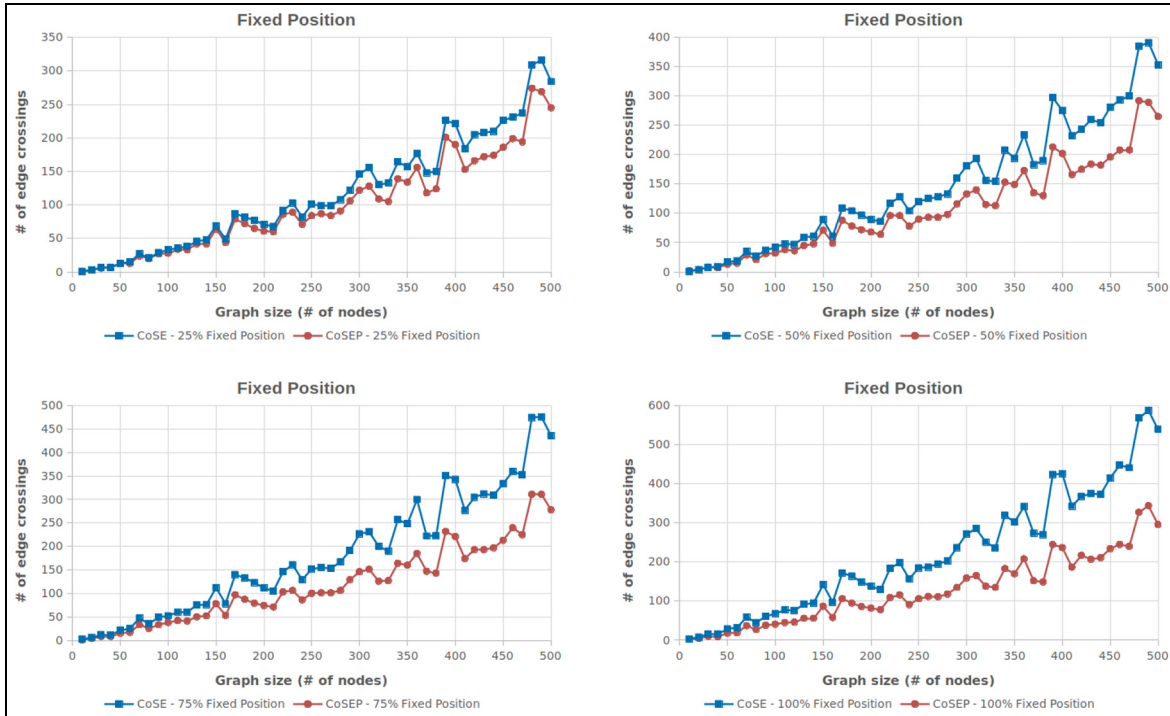 Fixed Position
350
300
250
200
150
100
50
0
# of edge crossings
0 50 100 150 200 250 300 350 400 450 500
Graph size (# of nodes)
CoSE - 25% Fixed Position CoSEP - 25% Fixed Position
Fixed Position
400
350
300
250
200
150
100
50
0
# of edge crossings
0 50 100 150 200 250 300 350 400 450 500
Graph size (# of nodes)
CoSE - 50% Fixed Position CoSEP - 50% Fixed Position
Fixed Position
500
450
400
350
300
250
200
150
100
50
0
# of edge crossings
0 50 100 150 200 250 300 350 400 450 500
Graph size (# of nodes)
CoSE - 75% Fixed Position CoSEP - 75% Fixed Position
Fixed Position
600
500
400
300
200
100
0
# of edge crossings
0 50 100 150 200 250 300 350 400 450 500
Graph size (# of nodes)
CoSE - 100% Fixed Position CoSEP - 100% Fixed Position